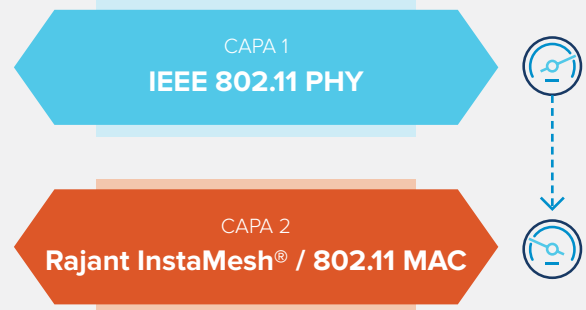 CAPA 1
IEEE 802.11 PHY
CAPA 2
Rajant InstaMesh® / 802.11 MAC